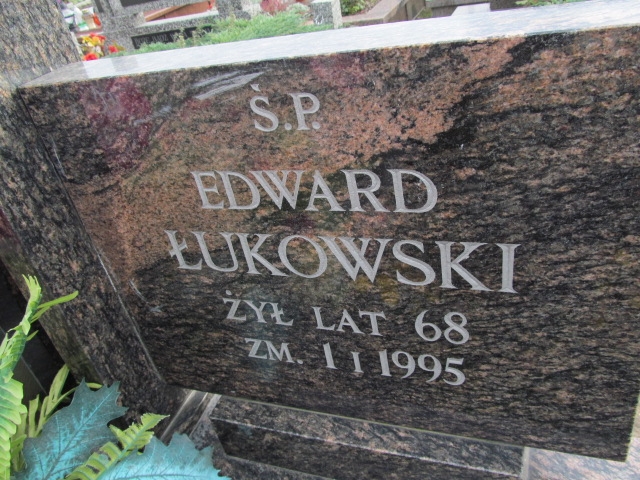 Ś.P.
EDWARD
ŁUKOWSKI
ŻYŁ LAT 68
ZM. 1 I 1995